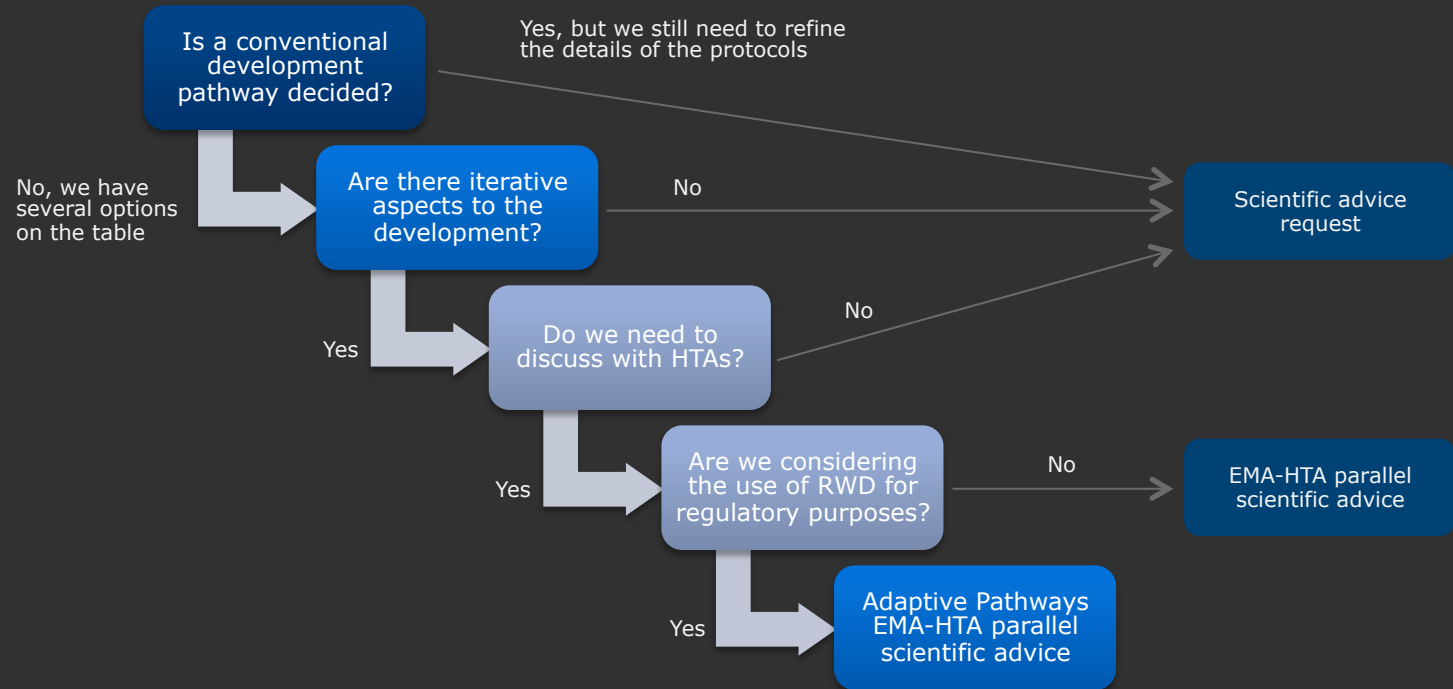 Is a conventional
development
pathway decided?
Yes, but we still need to refine
the details of the protocols
No, we have
several options
on the table
Are there iterative
aspects to the
development?
No
Scientific advice
request
Yes
Do we need to
discuss with HTAs?
No
Yes
Are we considering
the use of RWD for
regulatory purposes?
No
EMA-HTA parallel
scientific advice
Yes
Adaptive Pathways
EMA-HTA parallel
scientific advice